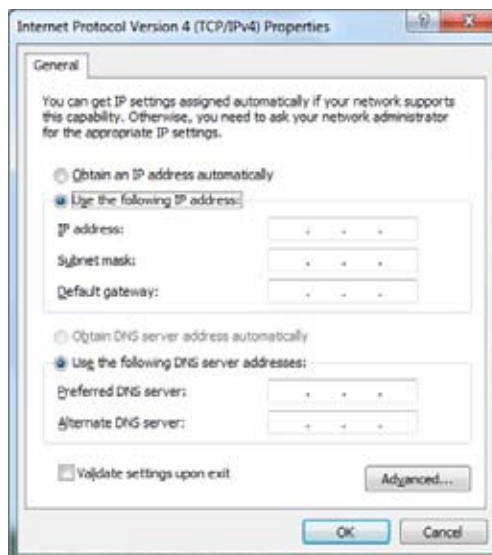 Internet Protocol Version 4 (TCP/IPv4) Properties
General
You can get IP settings assigned automatically if your network supports
this capability. Otherwise, you need to ask your network administrator
for the appropriate IP settings.
Obtain an IP address automatically
Use the following IP address:
IP address:
Subnet mask:
Default gateway:
Obtain DNS server address automatically
Use the following DNS server addresses:
Preferred DNS server:
Alternate DNS server:
Validate settings upon exit
Advanced...
OK
Cancel